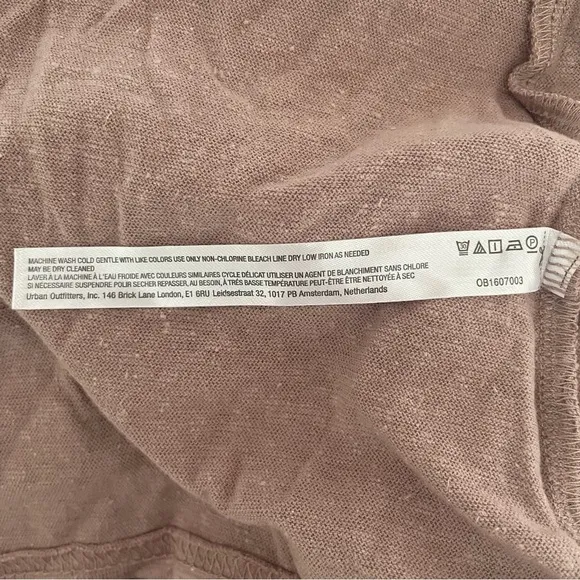 MACHINE WASH COLD GENTLE WITH LIKE COLORS USE ONLY NON-CHLORINE BLEACH LINE DRY LOW IRON AS NEEDED
MAY BE DRY CLEANED
LAVER À LA MACHINE À L'EAU FROIDE AVEC COULEURS SIMILAIRES CYCLE DÉLICAT UTILISER UN AGENT DE BLANCHIMENT SANS CHLORE
SI NÉCESSAIRE SUSPENDRE POUR SECHER REPASSER, AU BESOIN, À TRÈS BASSE TEMPÉRATURE PEUT-ÊTRE ÊTRE NETTOYÉE À SEC
Urban Outfitters, Inc. 146 Brick Lane London, E1 6RU Leidsestraat 32, 1017 PB Amsterdam, Netherlands
30
P
OB1607003